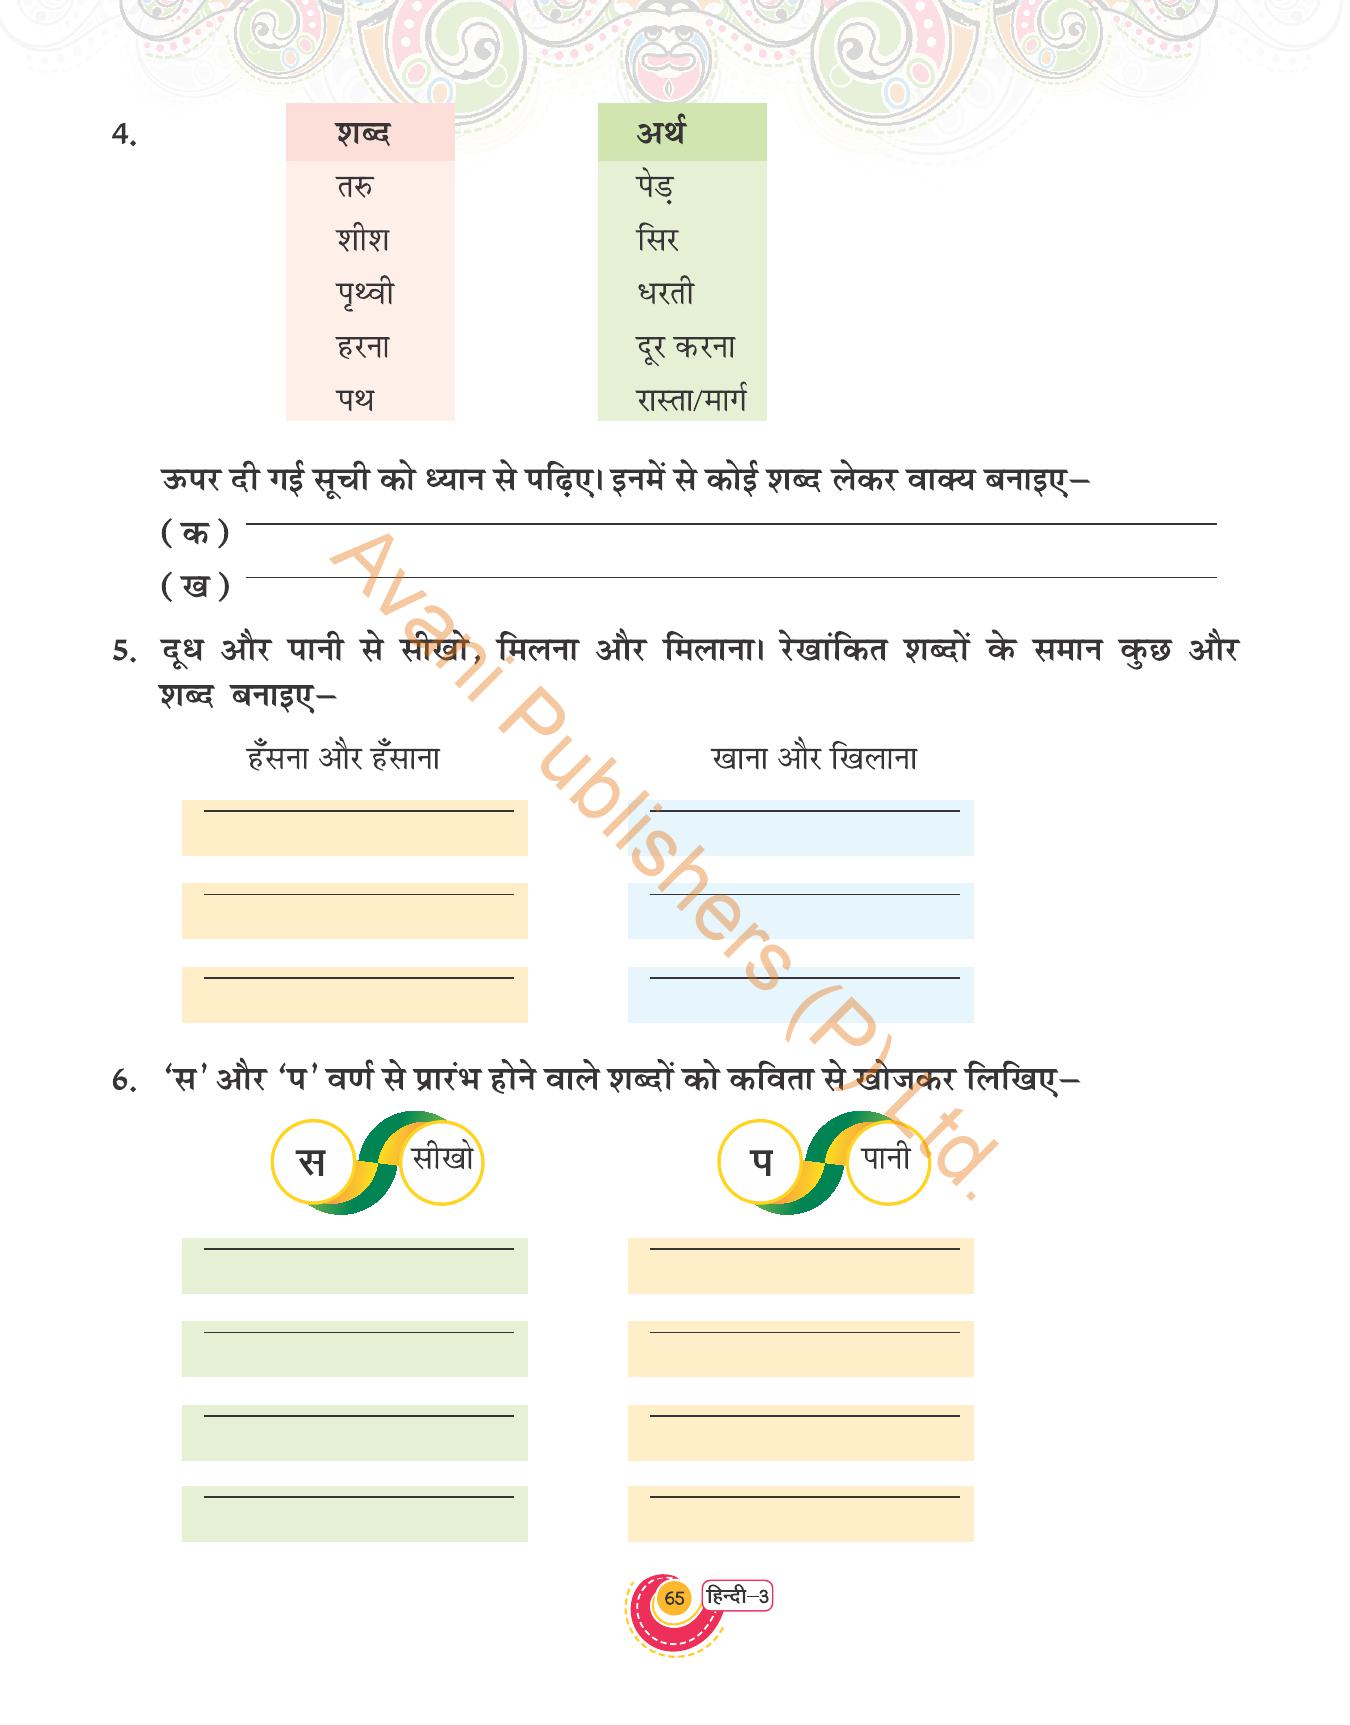 4.
शब्द अर्थ
तरु पेड़
शीश सिर
पृथ्वी धरती
हरना दूर करना
पथ रास्ता/मार्ग
ऊपर दी गई सूची को ध्यान से पढ़िए। इनमें से कोई शब्द लेकर वाक्य बनाइए–
( क )
( ख )
5. दूध और पानी से सीखो, मिलना और मिलाना। रेखांकित शब्दों के समान कुछ और
शब्द बनाइए–
हँसना और हँसाना खाना और खिलाना
6. ‘स’ और ‘प’ वर्ण से प्रारंभ होने वाले शब्दों को कविता से खोजकर लिखिए–
स सीखो प पानी
Avani Publishers (P) Ltd.
65 हिन्दी–3